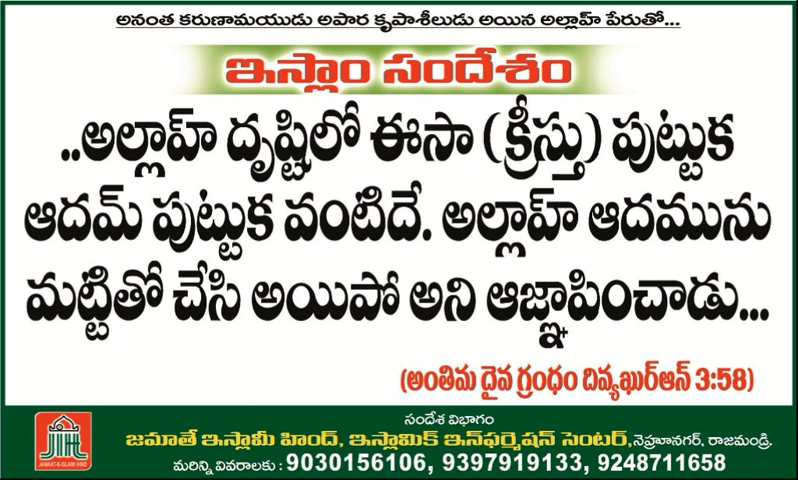 అనంత కరుణామయుడు అపార కృపాశీలుడు అయిన అల్లాహ్ పేరుతో...
ఇస్లాం సందేశం
..అల్లాహ్ దృష్టిలో ఈసా (క్రీస్తు) పుట్టుక
ఆదమ్ పుట్టుక వంటిదే. అల్లాహ్ ఆదమును
మట్టితో చేసి అయిపో అని ఆజ్ఞాపించాడు...
(అంతిమ దైవ గ్రంధం దివ్యఖుర్ఆన్ 3:58)
సందేశ విభాగం
జమాతే ఇస్లామీ హింద్, ఇస్లామిక్ ఇన్‌ఫర్మెషన్ సెంటర్,నెహ్రూనగర్, రాజమండ్రి.
మరిన్ని వివరాలకు : 9030156106, 9397919133, 9248711658
JIH
JAMAAT-E-ISLAMI HIND